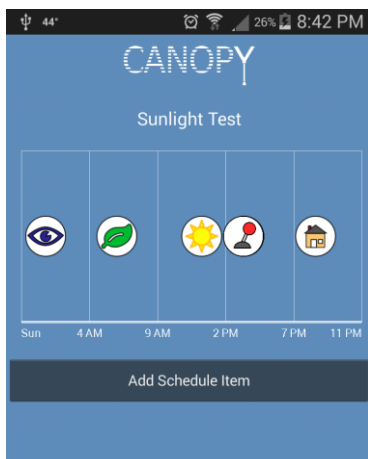 44°
26% 8:42 PM
CANOPY
Sunlight Test
Sun 4 AM 9 AM 2 PM 7 PM 11 PM
Add Schedule Item